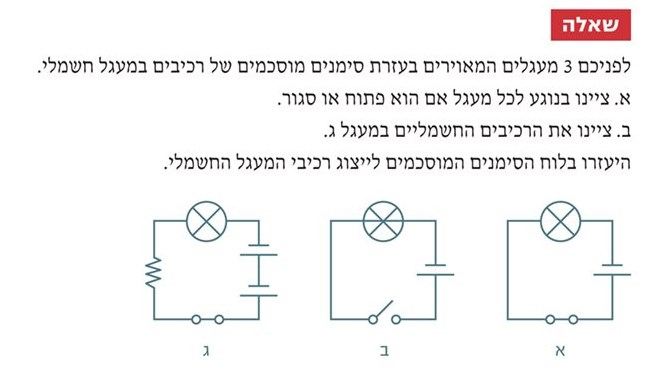 שאלה
לפניכם 3 מעגלים המאוירים בעזרת סימנים מוסכמים של רכיבים במעגל חשמלי.
א. ציינו בנוגע לכל מעגל אם הוא פתוח או סגור.
ב. ציינו את הרכיבים החשמליים במעגל ג.
היעזרו בלוח הסימנים המוסכמים לייצוג רכיבי המעגל החשמלי.
א
ב
ג